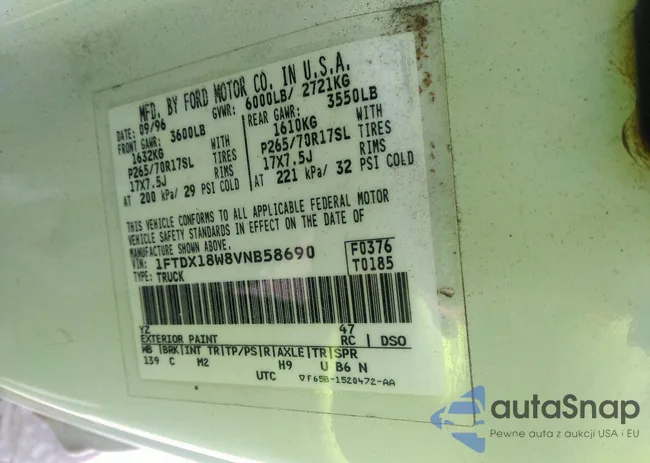 MFD. BY FORD MOTOR CO. IN U.S.A.
DATE: 09/96 GVWR: 6000LB/ 2721KG
FRONT GAWR: 3600LB REAR GAWR: 3550LB
1632KG WITH 1610KG WITH
P265/70R17SL TIRES P265/70R17SL TIRES
17X7.5J RIMS 17X7.5J RIMS
AT 200 kPa/ 29 PSI COLD AT 221 kPa/ 32 PSI COLD
THIS VEHICLE CONFORMS TO ALL APPLICABLE FEDERAL MOTOR
VEHICLE SAFETY STANDARDS IN EFFECT ON THE DATE OF
MANUFACTURE SHOWN ABOVE.
VIN: 1FTDX18W8VNB58690 F0376
TYPE: TRUCK T0185
YZ 47
EXTERIOR PAINT RC DSO
WB BRK INT TR TP/PS R AXLE TR SPR
139 C M2 H9 U B6 N
UTC ▽F65B-1520472-AA
autaSnap
Pewne auta z aukcji USA i EU